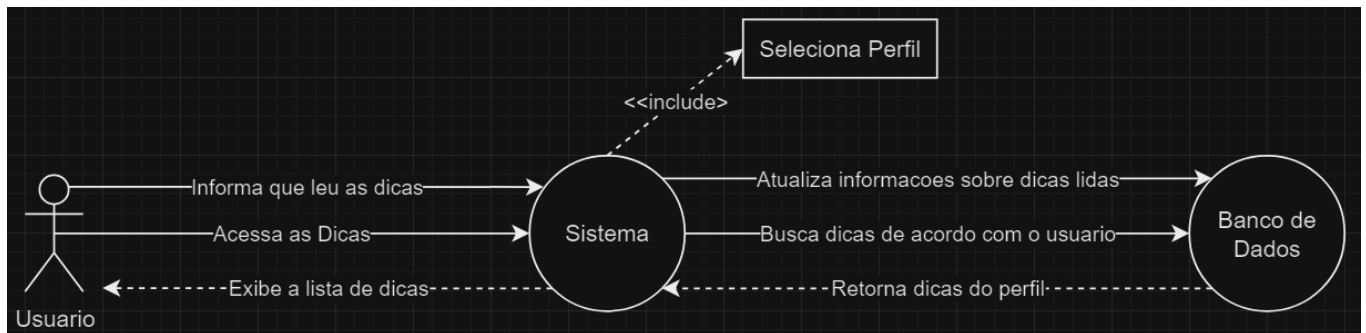 Seleciona Perfil
<<include>
Informa que leu as dicas
Atualiza informacoes sobre dicas lidas
Acessa as Dicas
Sistema
Busca dicas de acordo com o usuario
Banco de
Dados
Exibe a lista de dicas
Retorna dicas do perfil
Usuario